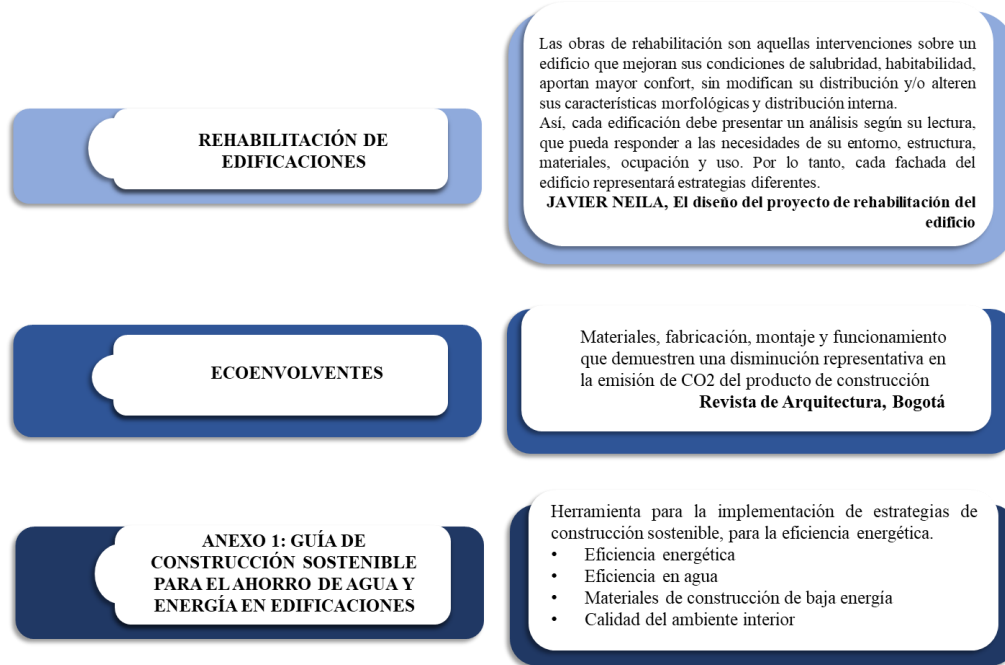 REHABILITACIÓN DE
EDIFICACIONES
Las obras de rehabilitación son aquellas intervenciones sobre un
edificio que mejoran sus condiciones de salubridad, habitabilidad,
aportan mayor confort, sin modifican su distribución y/o alteren
sus características morfológicas y distribución interna.
Así, cada edificación debe presentar un análisis según su lectura,
que pueda responder a las necesidades de su entorno, estructura,
materiales, ocupación y uso. Por lo tanto, cada fachada del
edificio representará estrategias diferentes.
JAVIER NEILA, El diseño del proyecto de rehabilitación del
edificio
ECOENVOLVENTES
Materiales, fabricación, montaje y funcionamiento
que demuestren una disminución representativa en
la emisión de CO2 del producto de construcción
Revista de Arquitectura, Bogotá
ANEXO 1: GUÍA DE
CONSTRUCCIÓN SOSTENIBLE
PARA EL AHORRO DE AGUA Y
ENERGÍA EN EDIFICACIONES
Herramienta para la implementación de estrategias de
construcción sostenible, para la eficiencia energética.
• Eficiencia energética
• Eficiencia en agua
• Materiales de construcción de baja energía
• Calidad del ambiente interior